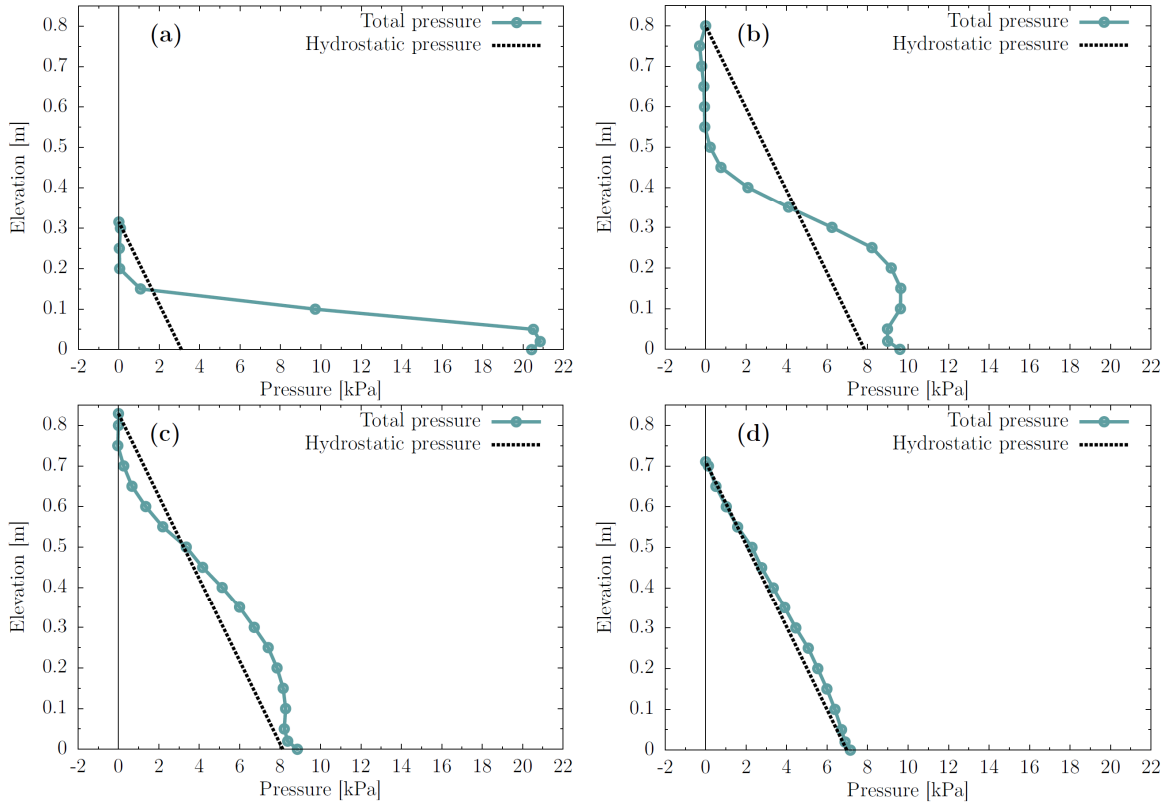 (a)
Total pressure
Hydrostatic pressure
0.8
0.7
0.6
0.5
0.4
0.3
0.2
0.1
0
Elevation [m]
-2 0 2 4 6 8 10 12 14 16 18 20 22
Pressure [kPa]
(b)
Total pressure
Hydrostatic pressure
0.8
0.7
0.6
0.5
0.4
0.3
0.2
0.1
0
Elevation [m]
-2 0 2 4 6 8 10 12 14 16 18 20 22
Pressure [kPa]
(c)
Total pressure
Hydrostatic pressure
0.8
0.7
0.6
0.5
0.4
0.3
0.2
0.1
0
Elevation [m]
-2 0 2 4 6 8 10 12 14 16 18 20 22
Pressure [kPa]
(d)
Total pressure
Hydrostatic pressure
0.8
0.7
0.6
0.5
0.4
0.3
0.2
0.1
0
Elevation [m]
-2 0 2 4 6 8 10 12 14 16 18 20 22
Pressure [kPa]